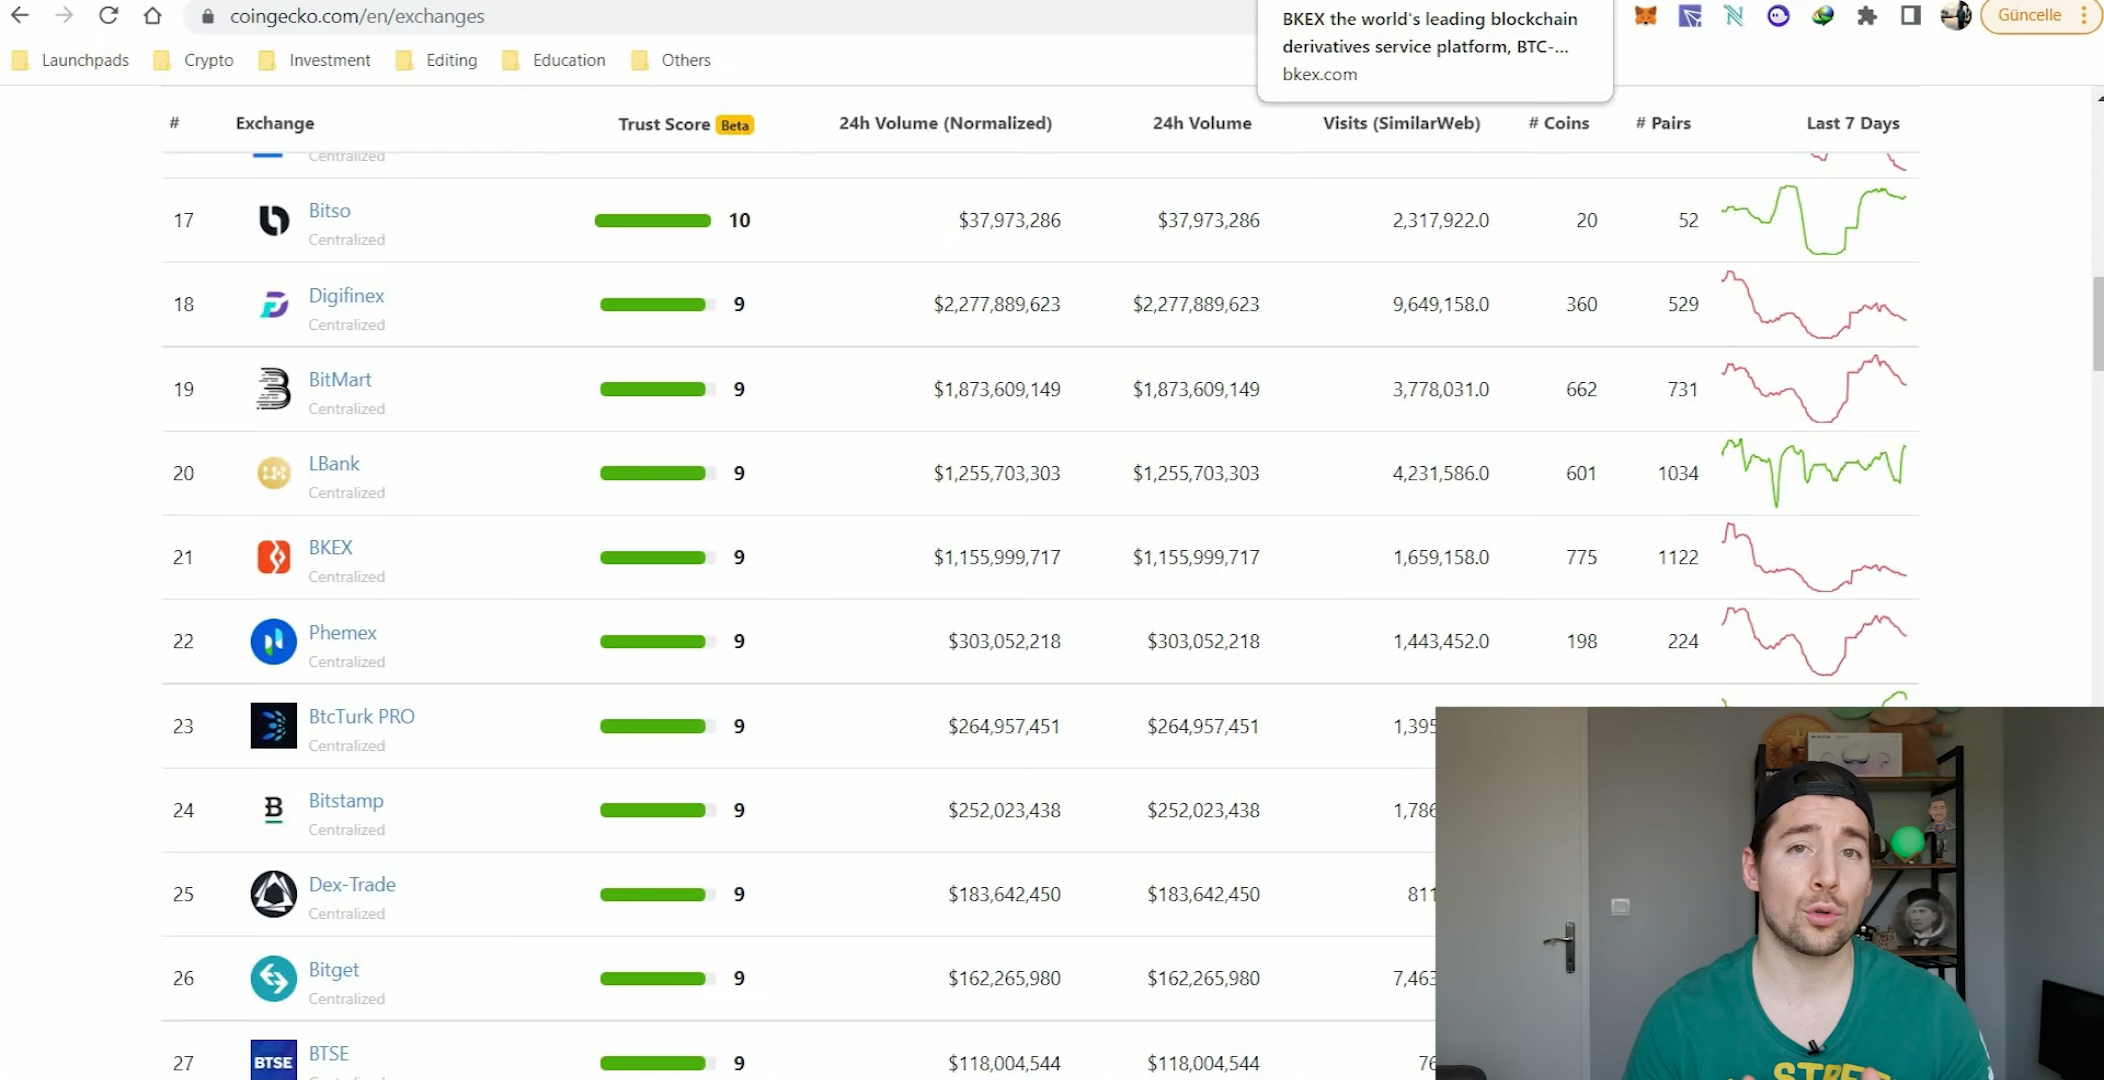 coingecko.com/en/exchanges
BKEX the world's leading blockchain
derivatives service platform, BTC-...
bkex.com
Güncelle
Launchpads Crypto Investment Editing Education Others
# Exchange Trust Score Beta 24h Volume (Normalized) 24h Volume Visits (SimilarWeb) # Coins # Pairs Last 7 Days
Centralized
17 Bitso 10 $37,973,286 $37,973,286 2,317,922.0 20 52
Centralized
18 Digifinex 9 $2,277,889,623 $2,277,889,623 9,649,158.0 360 529
Centralized
19 BitMart 9 $1,873,609,149 $1,873,609,149 3,778,031.0 662 731
Centralized
20 LBank 9 $1,255,703,303 $1,255,703,303 4,231,586.0 601 1034
Centralized
21 BKEX 9 $1,155,999,717 $1,155,999,717 1,659,158.0 775 1122
Centralized
22 Phemex 9 $303,052,218 $303,052,218 1,443,452.0 198 224
Centralized
23 BtcTurk PRO 9 $264,957,451 $264,957,451 1,395
Centralized
24 Bitstamp 9 $252,023,438 $252,023,438 1,786
Centralized
25 Dex-Trade 9 $183,642,450 $183,642,450 811
Centralized
26 Bitget 9 $162,265,980 $162,265,980 7,463
Centralized
27 BTSE BTSE 9 $118,004,544 $118,004,544 76